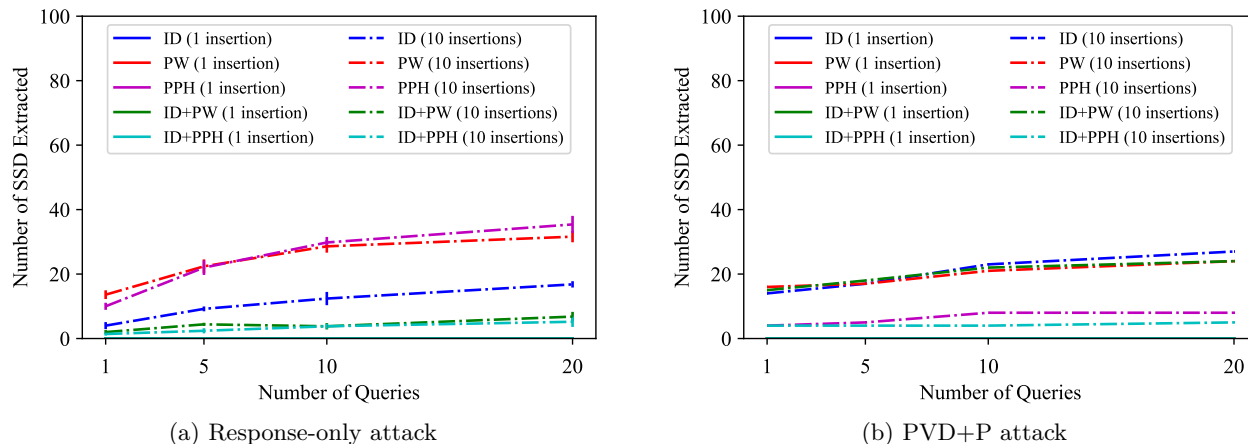 100
80
60
40
20
0
Number of SSD Extracted
ID (1 insertion)
PW (1 insertion)
PPH (1 insertion)
ID+PW (1 insertion)
ID+PPH (1 insertion)
ID (10 insertions)
PW (10 insertions)
PPH (10 insertions)
ID+PW (10 insertions)
ID+PPH (10 insertions)
1 5 10 20
Number of Queries
(a) Response-only attack
100
80
60
40
20
0
Number of SSD Extracted
ID (1 insertion)
PW (1 insertion)
PPH (1 insertion)
ID+PW (1 insertion)
ID+PPH (1 insertion)
ID (10 insertions)
PW (10 insertions)
PPH (10 insertions)
ID+PW (10 insertions)
ID+PPH (10 insertions)
1 5 10 20
Number of Queries
(b) PVD+P attack